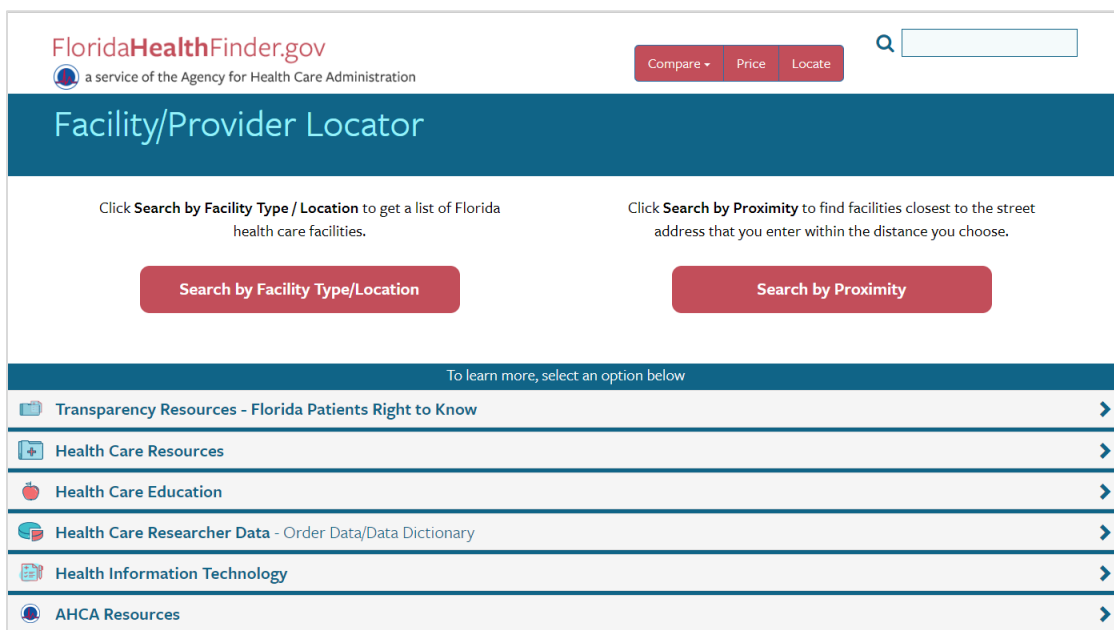 FloridaHealthFinder.gov
a service of the Agency for Health Care Administration
Compare Price Locate
Facility/Provider Locator
Click Search by Facility Type / Location to get a list of Florida
health care facilities.
Search by Facility Type/Location
Click Search by Proximity to find facilities closest to the street
address that you enter within the distance you choose.
Search by Proximity
To learn more, select an option below
Transparency Resources - Florida Patients Right to Know
Health Care Resources
Health Care Education
Health Care Researcher Data - Order Data/Data Dictionary
Health Information Technology
AHCA Resources